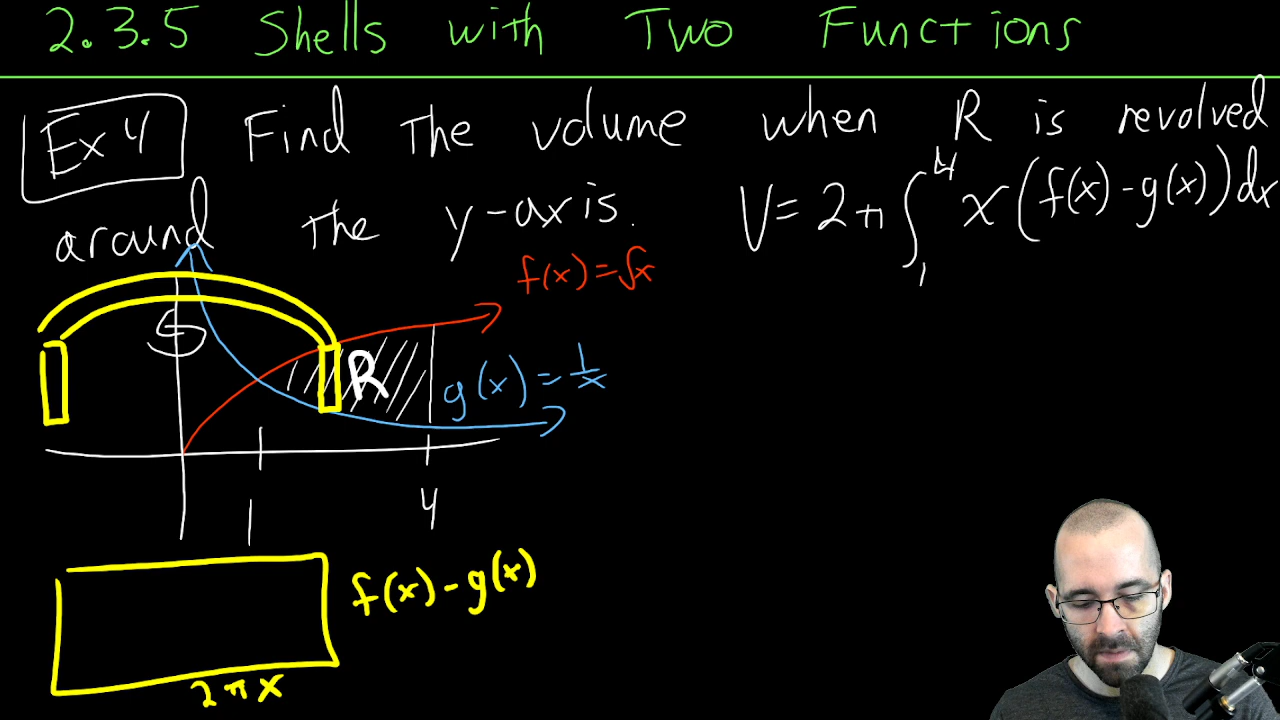 2.3.5 Shells with Two Functions
Ex 4 Find the volume when R is revolved
around the y-axis.
V = 2π ∫₁⁴ x (f(x) - g(x)) dx
f(x) = √x
R
g(x) = 1/x
1 4
f(x) - g(x)
2πx